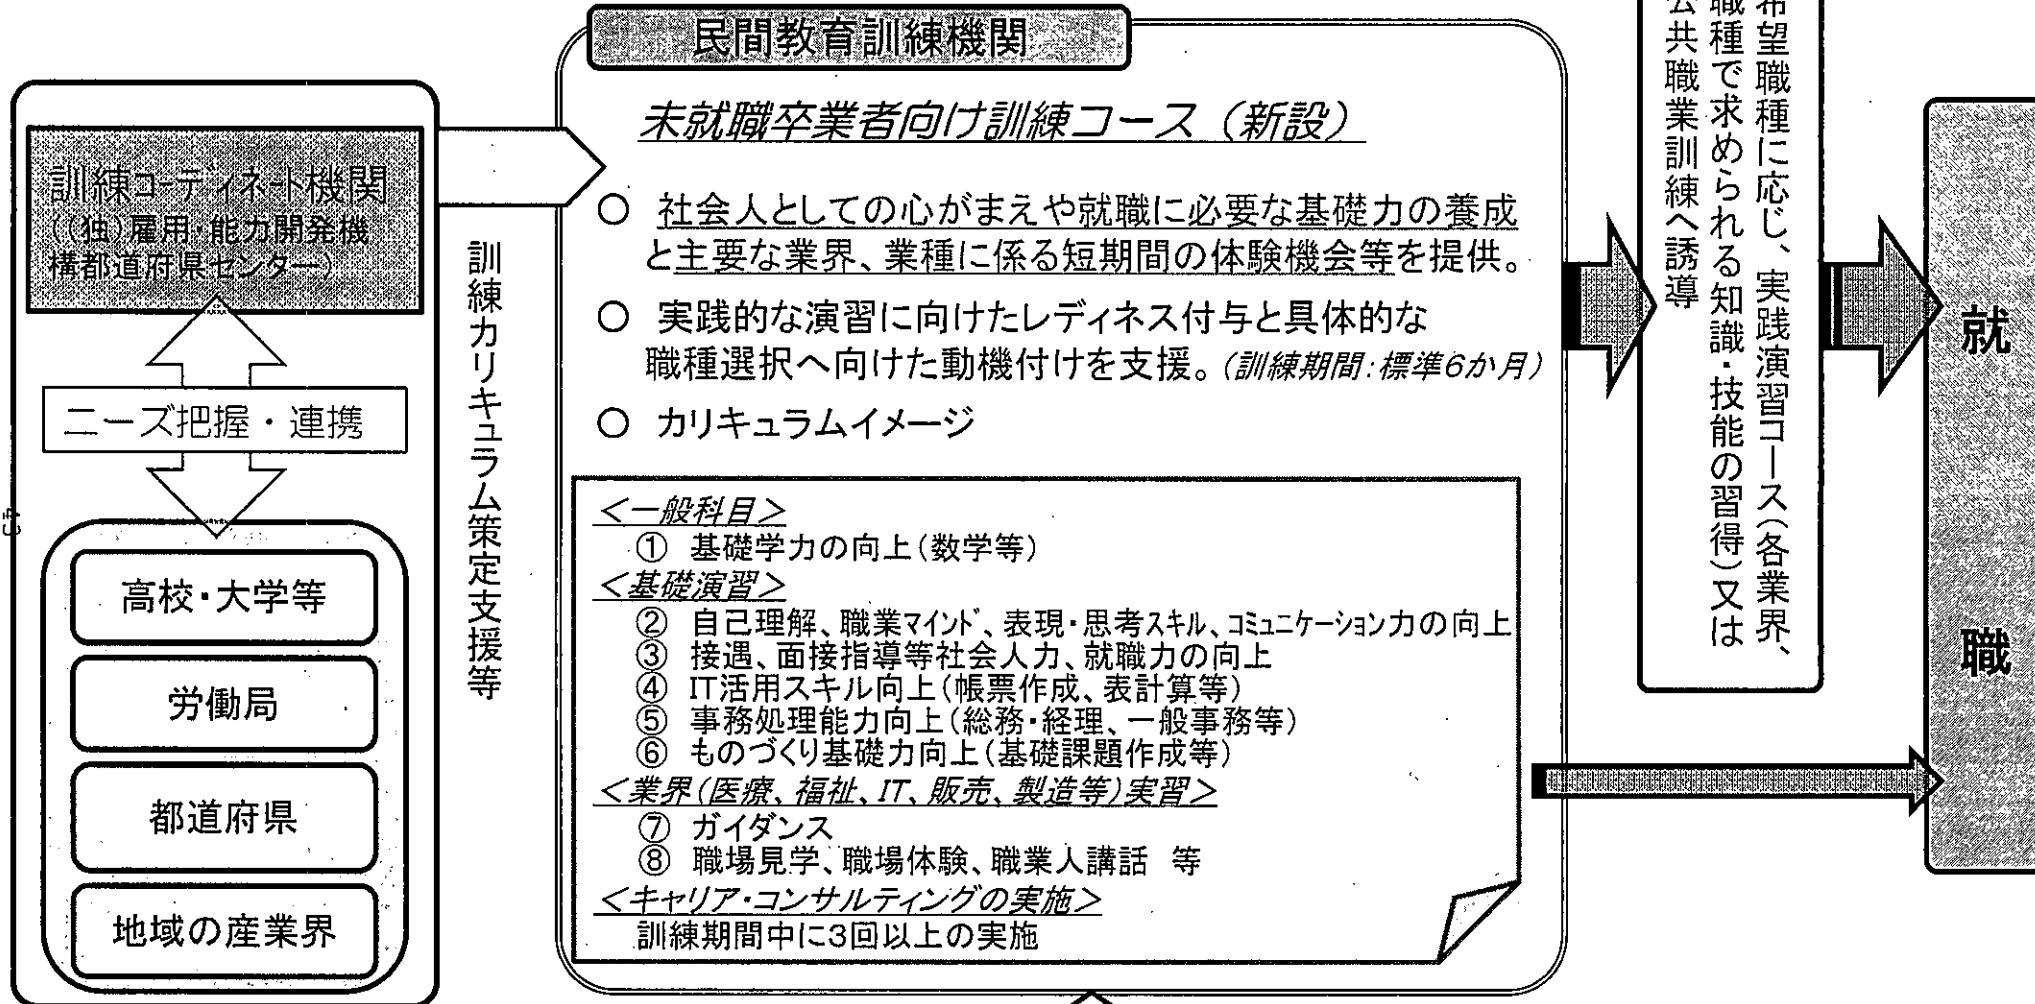 民間教育訓練機関
訓練コーディネート機関
((独)雇用・能力開発機
構都道府県センター)
ニーズ把握・連携
高校・大学等
労働局
都道府県
地域の産業界
訓練カリキュラム策定支援等
未就職卒業者向け訓練コース（新設）
○ 社会人としての心がまえや就職に必要な基礎力の養成
と主要な業界、業種に係る短期間の体験機会等を提供。
○ 実践的な演習に向けたレディネス付与と具体的な
職種選択へ向けた動機付けを支援。(訓練期間：標準6か月)
○ カリキュラムイメージ
＜一般科目＞
① 基礎学力の向上(数学等)
＜基礎演習＞
② 自己理解、職業マインド、表現・思考スキル、コミュニケーション力の向上
③ 接遇、面接指導等社会人力、就職力の向上
④ IT活用スキル向上(帳票作成、表計算等)
⑤ 事務処理能力向上(総務・経理、一般事務等)
⑥ ものづくり基礎力向上(基礎課題作成等)
＜業界(医療、福祉、IT、販売、製造等)実習＞
⑦ ガイダンス
⑧ 職場見学、職場体験、職業人講話 等
＜キャリア・コンサルティングの実施＞
訓練期間中に3回以上の実施
希望職種に応じ、実践演習コース(各業界、
職種で求められる知識・技能の習得)又は
公共職業訓練へ誘導
就職